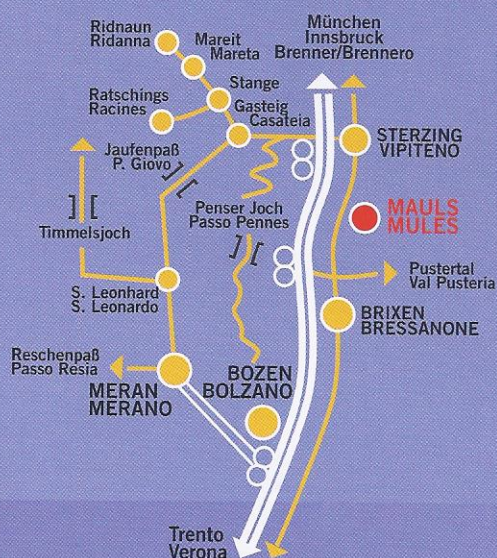 Ridnaun
Ridanna
Mareit
Mareta
München
Innsbruck
Brenner/Brennero
Stange
Ratschings
Racines
Gasteig
Casateia
STERZING
VIPITENO
Jaufenpaß
P. Giovo
MAULS
MULES
Penser Joch
Passo Pennes
Timmelsjoch
Pustertal
Val Pusteria
S. Leonhard
S. Leonardo
BRIXEN
BRESSANONE
Reschenpaß
Passo Resia
MERAN
MERANO
BOZEN
BOLZANO
Trento
Verona